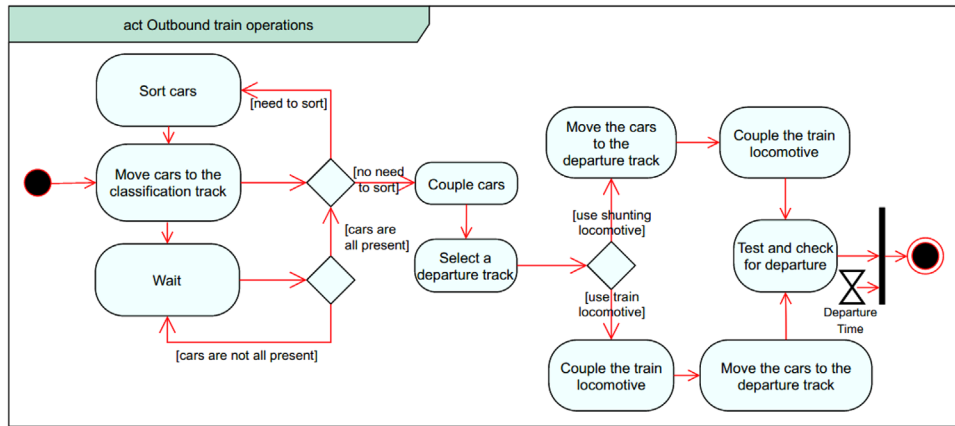 act Outbound train operations
Sort cars
[need to sort]
Move cars to the
classification track
[no need
to sort]
Couple cars
[cars are
all present]
Wait
[cars are not all present]
Select a
departure track
Move the cars
to the
departure track
Couple the train
locomotive
[use shunting
locomotive]
[use train
locomotive]
Test and check
for departure
Departure
Time
Couple the train
locomotive
Move the cars to the
departure track